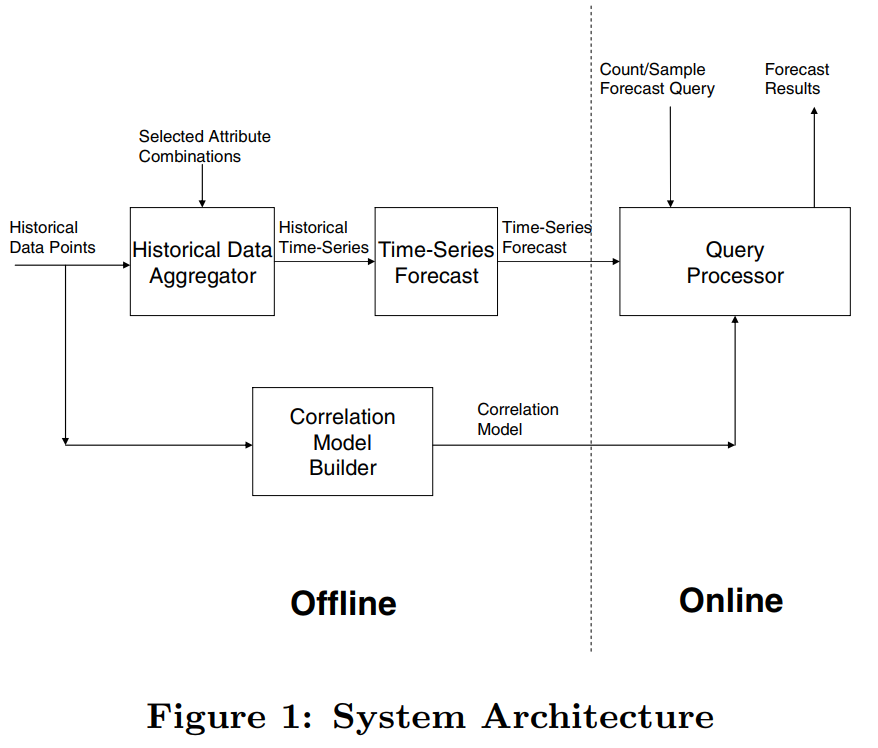 Count/Sample
Forecast Query
Forecast
Results
Selected Attribute
Combinations
Historical
Data Points
Historical Data
Aggregator
Historical
Time-Series
Time-Series
Forecast
Time-Series
Forecast
Query
Processor
Correlation
Model
Builder
Correlation
Model
Offline
Online
Figure 1: System Architecture